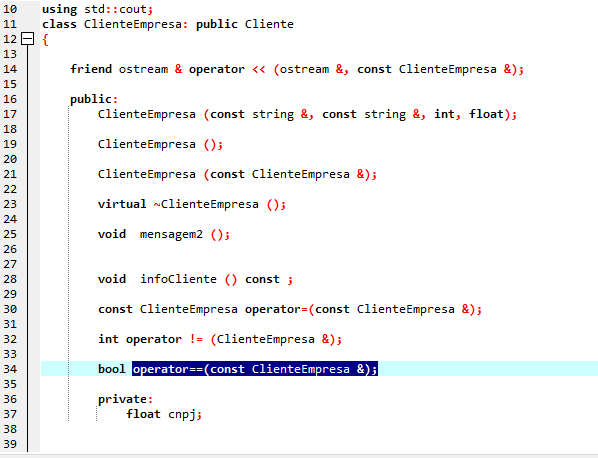 10 using std::cout;
11 class ClienteEmpresa: public Cliente
12 {
13
14 friend ostream & operator << (ostream &, const ClienteEmpresa &);
15
16 public:
17 ClienteEmpresa (const string &, const string &, int, float);
18
19 ClienteEmpresa ();
20
21 ClienteEmpresa (const ClienteEmpresa &);
22
23 virtual ~ClienteEmpresa ();
24
25 void mensagem2 ();
26
27
28 void infoCliente () const ;
29
30 const ClienteEmpresa operator=(const ClienteEmpresa &);
31
32 int operator != (ClienteEmpresa &);
33
34 bool operator==(const ClienteEmpresa &);
35
36 private:
37 float cnpj;
38
39